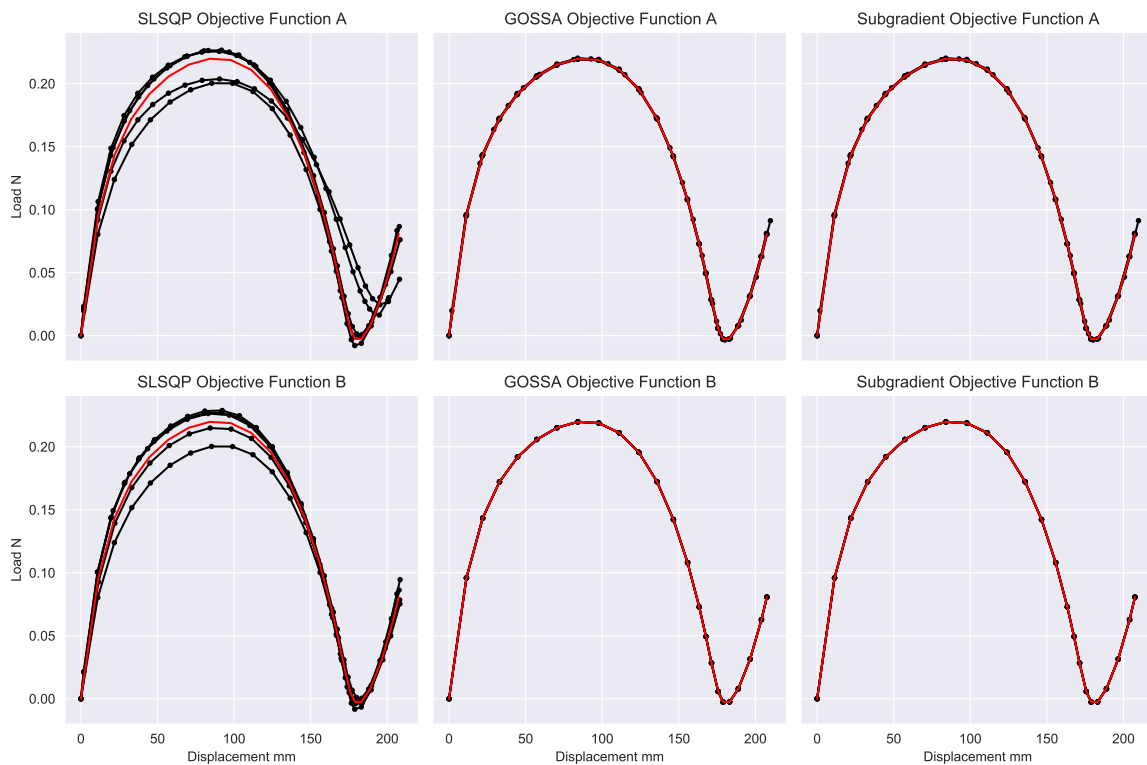 SLSQP Objective Function A
GOSSA Objective Function A
Subgradient Objective Function A
Load N
0.20
0.15
0.10
0.05
0.00
SLSQP Objective Function B
GOSSA Objective Function B
Subgradient Objective Function B
Load N
0.20
0.15
0.10
0.05
0.00
0 50 100 150 200
0 50 100 150 200
0 50 100 150 200
Displacement mm
Displacement mm
Displacement mm